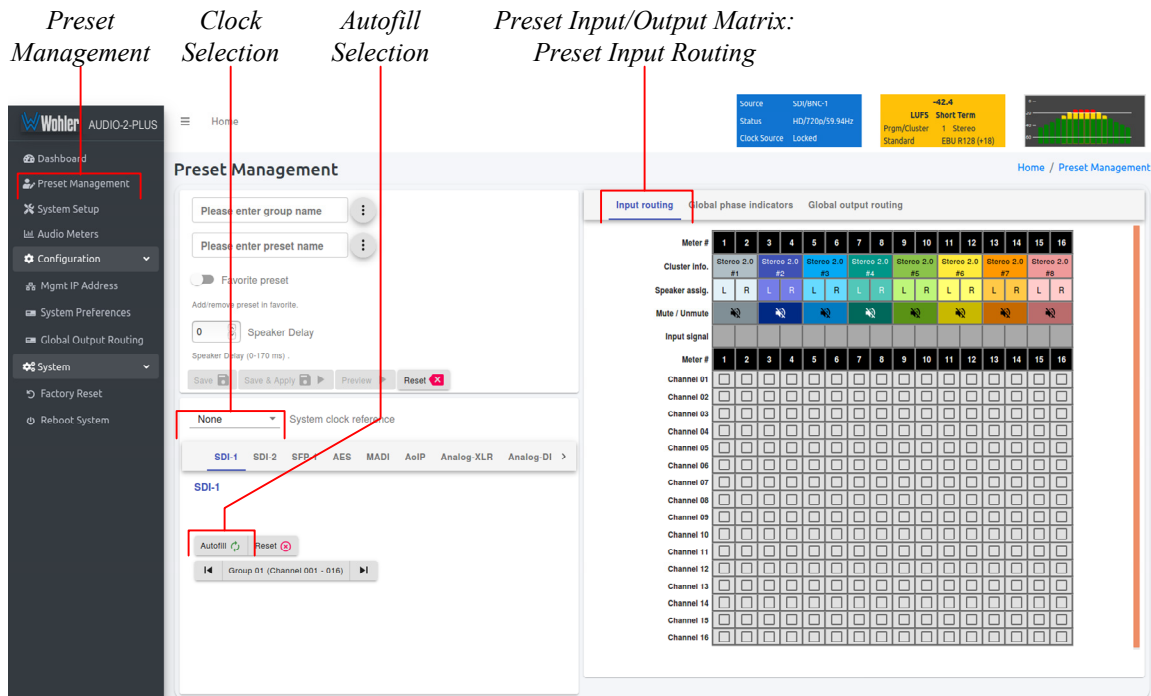 Preset Management
Clock Selection
Autofill Selection
Preset Input/Output Matrix:
Preset Input Routing
Wohler AUDIO-2-PLUS
Dashboard
Preset Management
System Setup
Audio Meters
Configuration
Mgmt IP Address
System Preferences
Global Output Routing
System
Factory Reset
Reboot System
Home
Source SDI/BNC-1
Status HD/720p/59.94Hz
Clock Source Locked
-42.4
LUFS Short Term
Prgm/Cluster 1 Stereo
Standard EBU R128 (+18)
Preset Management
Home / Preset Management
Please enter group name
Please enter preset name
Favorite preset
Add/remove preset in favorite.
0 Speaker Delay
Speaker Delay (0-170 ms) .
Save Save & Apply Preview Reset
None System clock reference
SDI-1 SDI-2 SFP-1 AES MADI AoIP Analog-XLR Analog-DI >
SDI-1
Autofill Reset
Group 01 (Channel 001 - 016)
Input routing Global phase indicators Global output routing
Meter # 1 2 3 4 5 6 7 8 9 10 11 12 13 14 15 16
Cluster Info. Stereo 2.0 #1 Stereo 2.0 #2 Stereo 2.0 #3 Stereo 2.0 #4 Stereo 2.0 #5 Stereo 2.0 #6 Stereo 2.0 #7 Stereo 2.0 #8
Speaker assig. L R L R L R L R L R L R L R L R
Mute / Unmute
Input signal
Meter # 1 2 3 4 5 6 7 8 9 10 11 12 13 14 15 16
Channel 01
Channel 02
Channel 03
Channel 04
Channel 05
Channel 06
Channel 07
Channel 08
Channel 09
Channel 10
Channel 11
Channel 12
Channel 13
Channel 14
Channel 15
Channel 16